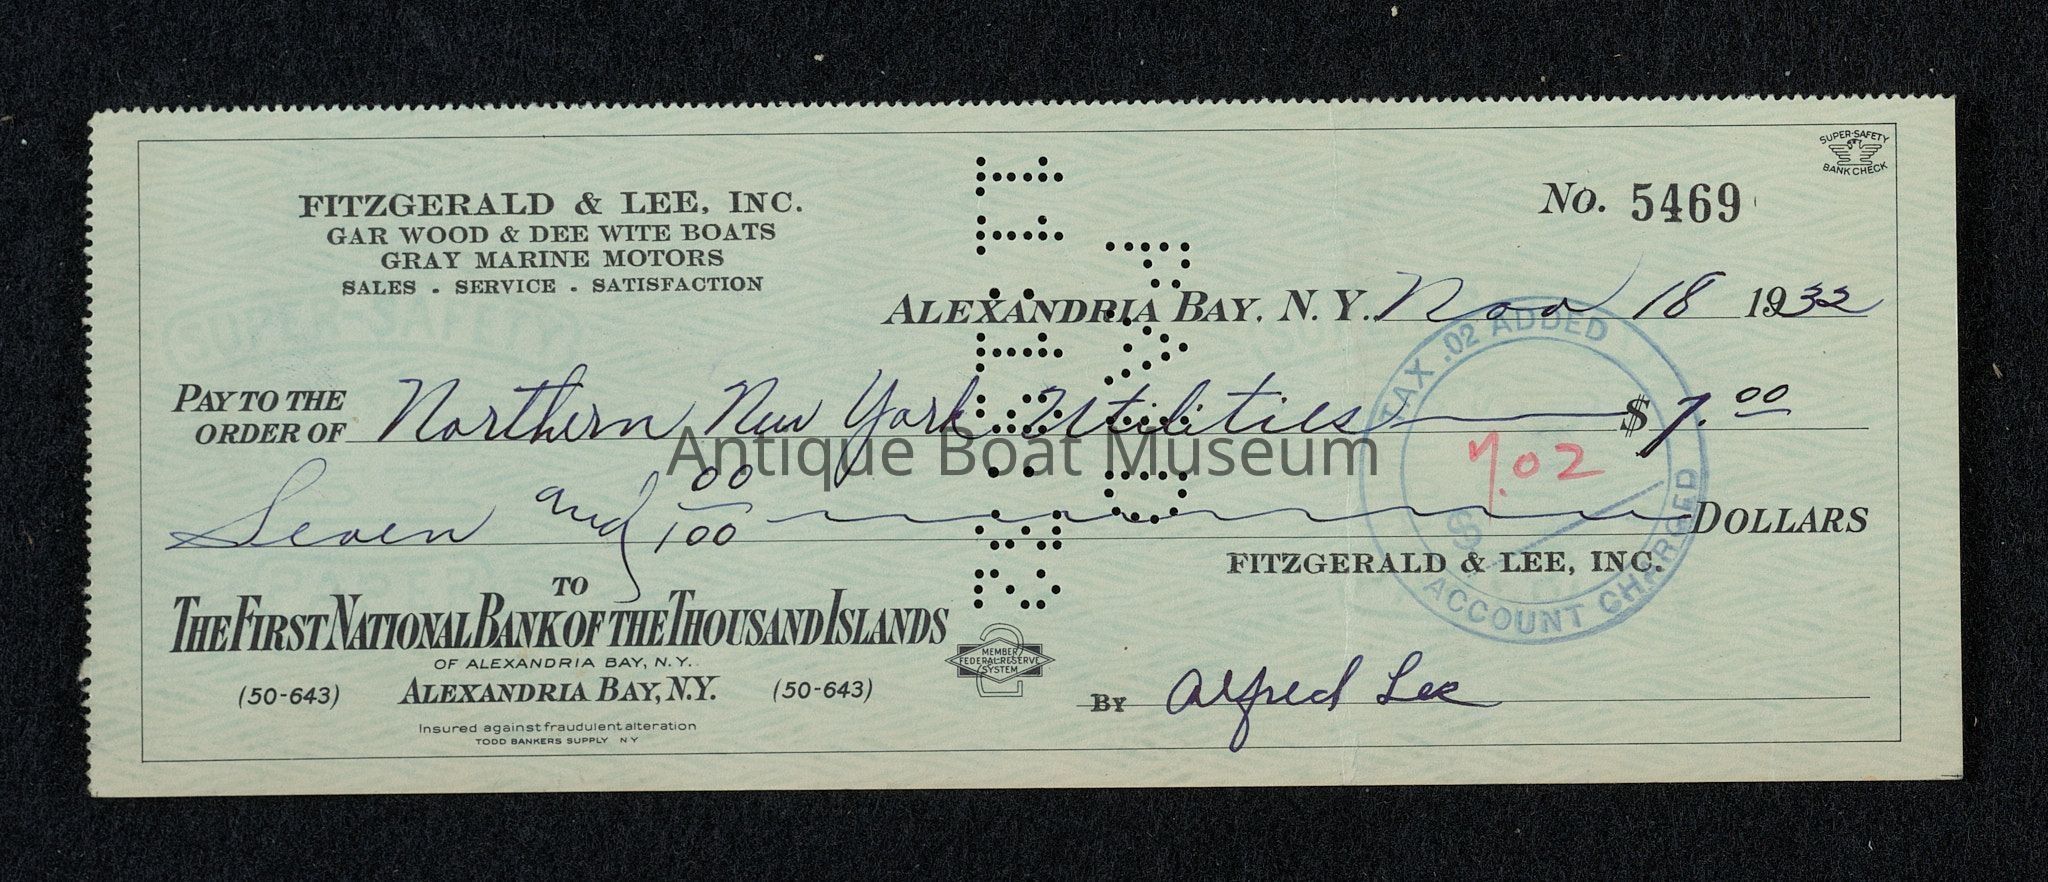 SUPER-SAFETY
BANK CHECK
FITZGERALD & LEE, INC.
GAR WOOD & DEE WITE BOATS
GRAY MARINE MOTORS
SALES . SERVICE . SATISFACTION
No. 5469
ALEXANDRIA BAY, N. Y. Nov 18 1932
TAX .02 ADDED
PAY TO THE
ORDER OF Northern New York Utilities $ 7.00
7.02
Antique Boat Museum
Seven and 00/100 DOLLARS
ACCOUNT CHARGED
FITZGERALD & LEE, INC.
TO
THE FIRST NATIONAL BANK OF THE THOUSAND ISLANDS
OF ALEXANDRIA BAY, N.Y.
(50-643) ALEXANDRIA BAY, N.Y. (50-643)
MEMBER
FEDERAL RESERVE
SYSTEM
By Alfred Lee
Insured against fraudulent alteration
TODD BANKERS SUPPLY NY